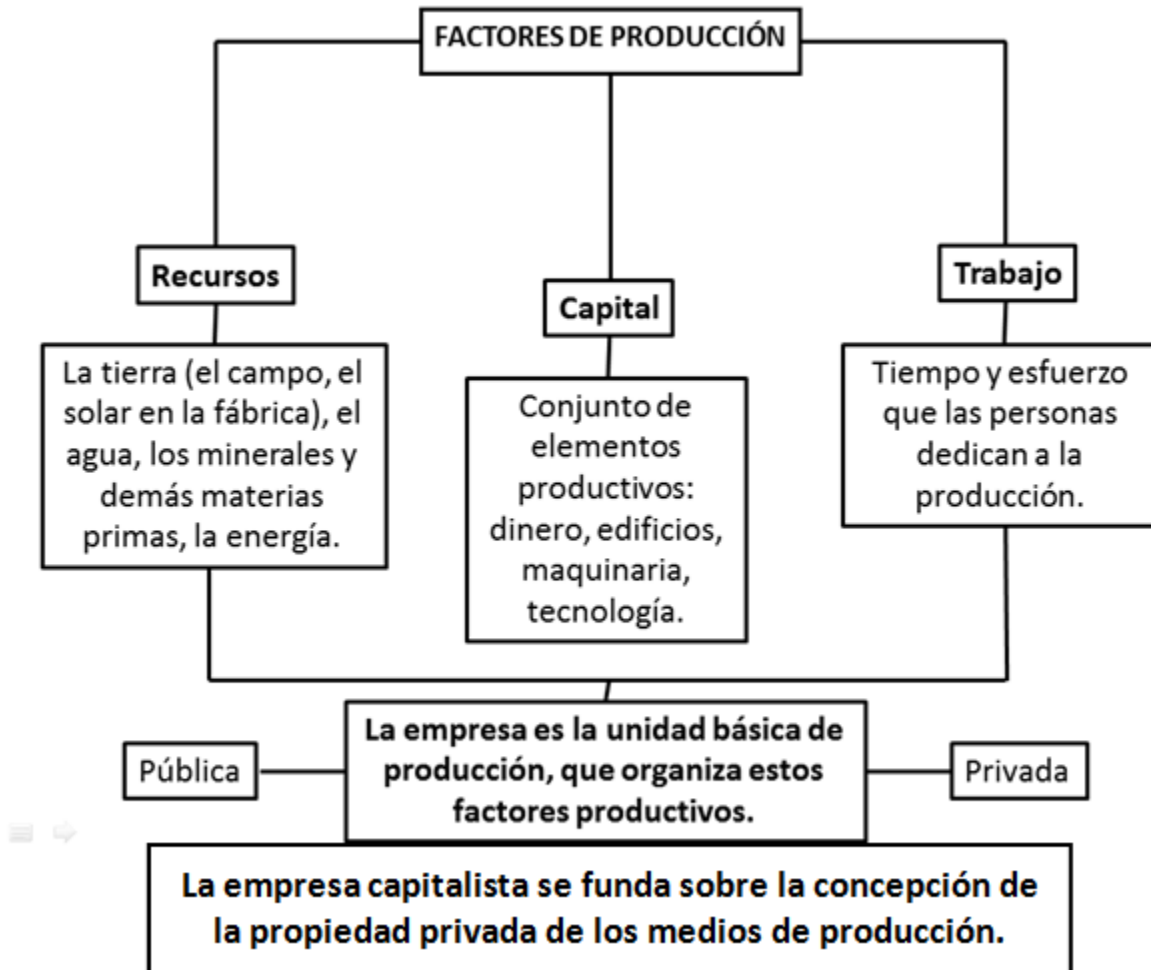 FACTORES DE PRODUCCIÓN
Recursos
La tierra (el campo, el
solar en la fábrica), el
agua, los minerales y
demás materias
primas, la energía.
Capital
Conjunto de
elementos
productivos:
dinero, edificios,
maquinaria,
tecnología.
Trabajo
Tiempo y esfuerzo
que las personas
dedican a la
producción.
Pública
La empresa es la unidad básica de
producción, que organiza estos
factores productivos.
Privada
La empresa capitalista se funda sobre la concepción de
la propiedad privada de los medios de producción.